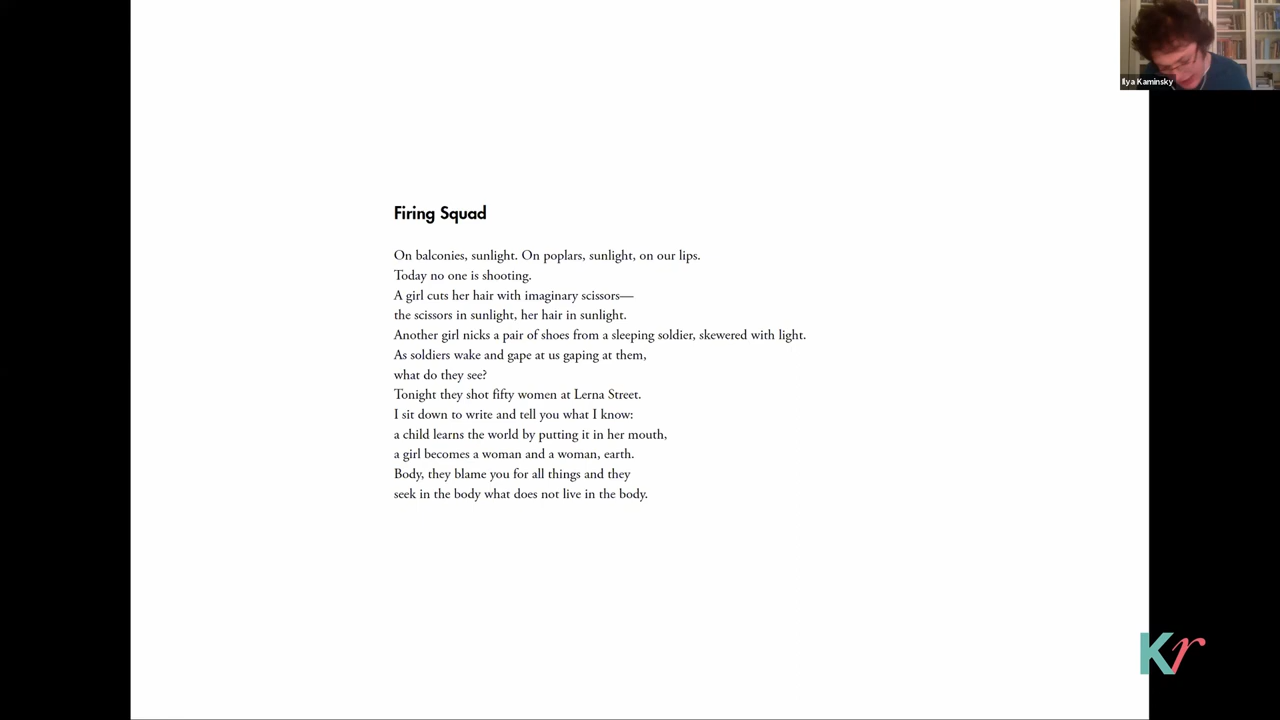 Ilya Kaminsky
Firing Squad
On balconies, sunlight. On poplars, sunlight, on our lips.
Today no one is shooting.
A girl cuts her hair with imaginary scissors—
the scissors in sunlight, her hair in sunlight.
Another girl nicks a pair of shoes from a sleeping soldier, skewered with light.
As soldiers wake and gape at us gaping at them,
what do they see?
Tonight they shot fifty women at Lerna Street.
I sit down to write and tell you what I know:
a child learns the world by putting it in her mouth,
a girl becomes a woman and a woman, earth.
Body, they blame you for all things and they
seek in the body what does not live in the body.
Kr